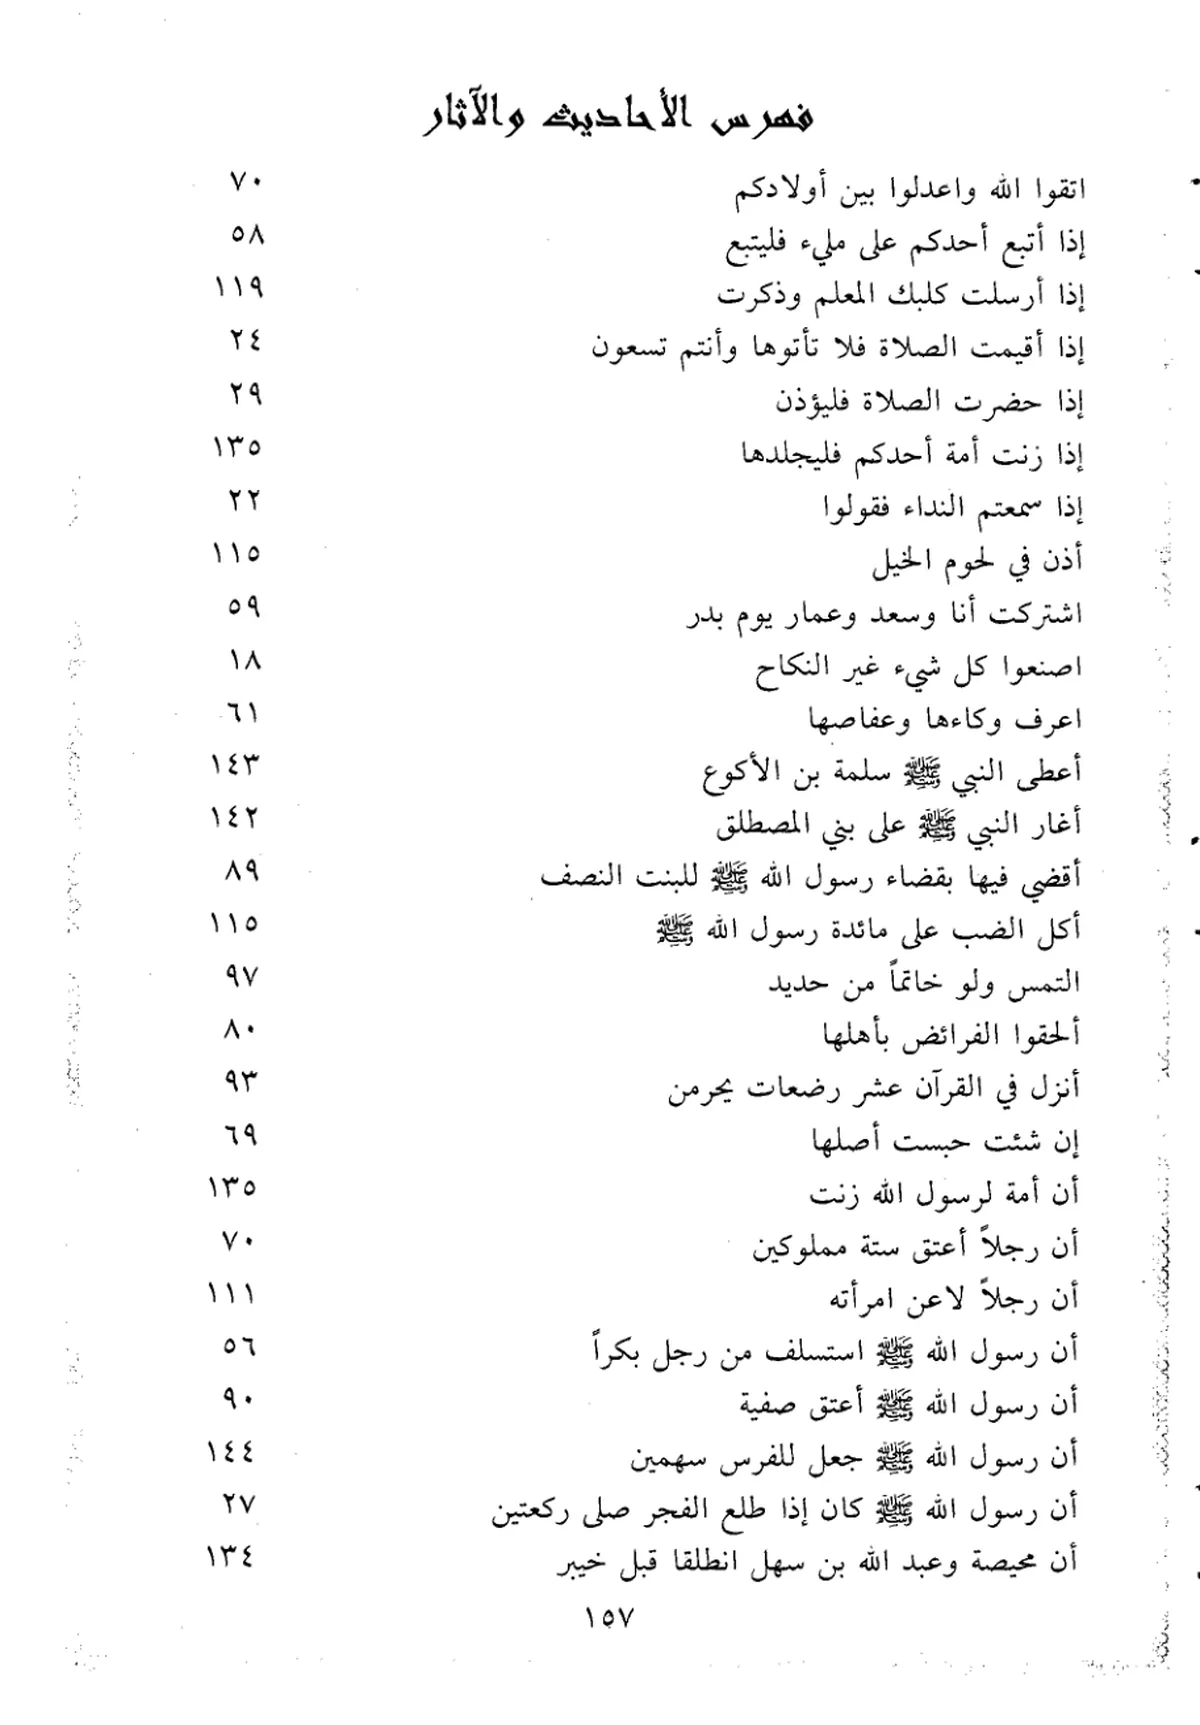 فهرس الأحاديث والآثار
اتقوا الله واعدلوا بين أولادكم ٧٠
إذا أتبع أحدكم على مليء فليتبع ٥٨
إذا أرسلت كلبك المعلم وذكرت ١١٩
إذا أقيمت الصلاة فلا تأتوها وأنتم تسعون ٢٤
إذا حضرت الصلاة فليؤذن ٢٩
إذا زنت أمة أحدكم فليجلدها ١٣٥
إذا سمعتم النداء فقولوا ٢٢
أذن في لحوم الخيل ١١٥
اشتركت أنا وسعد وعمار يوم بدر ٥٩
اصنعوا كل شيء غير النكاح ١٨
اعرف وكاءها وعفاصها ٦١
أعطى النبي ﷺ سلمة بن الأكوع ١٤٣
أغار النبي ﷺ على بني المصطلق ١٤٢
أقضي فيها بقضاء رسول الله ﷺ للبنت النصف ٨٩
أكل الضب على مائدة رسول الله ﷺ ١١٥
التمس ولو خاتماً من حديد ٩٧
ألحقوا الفرائض بأهلها ٨٠
أنزل في القرآن عشر رضعات يحرمن ٩٣
إن شئت حبست أصلها ٦٩
أن أمة لرسول الله زنت ١٣٥
أن رجلاً أعتق ستة مملوكين ٧٠
أن رجلاً لاعن امرأته ١١١
أن رسول الله ﷺ استسلف من رجل بكراً ٥٦
أن رسول الله ﷺ أعتق صفية ٩٠
أن رسول الله ﷺ جعل للفرس سهمين ١٤٤
أن رسول الله ﷺ كان إذا طلع الفجر صلى ركعتين ٢٧
أن محيصة وعبد الله بن سهل انطلقا قبل خيبر ١٣٤
١٥٧